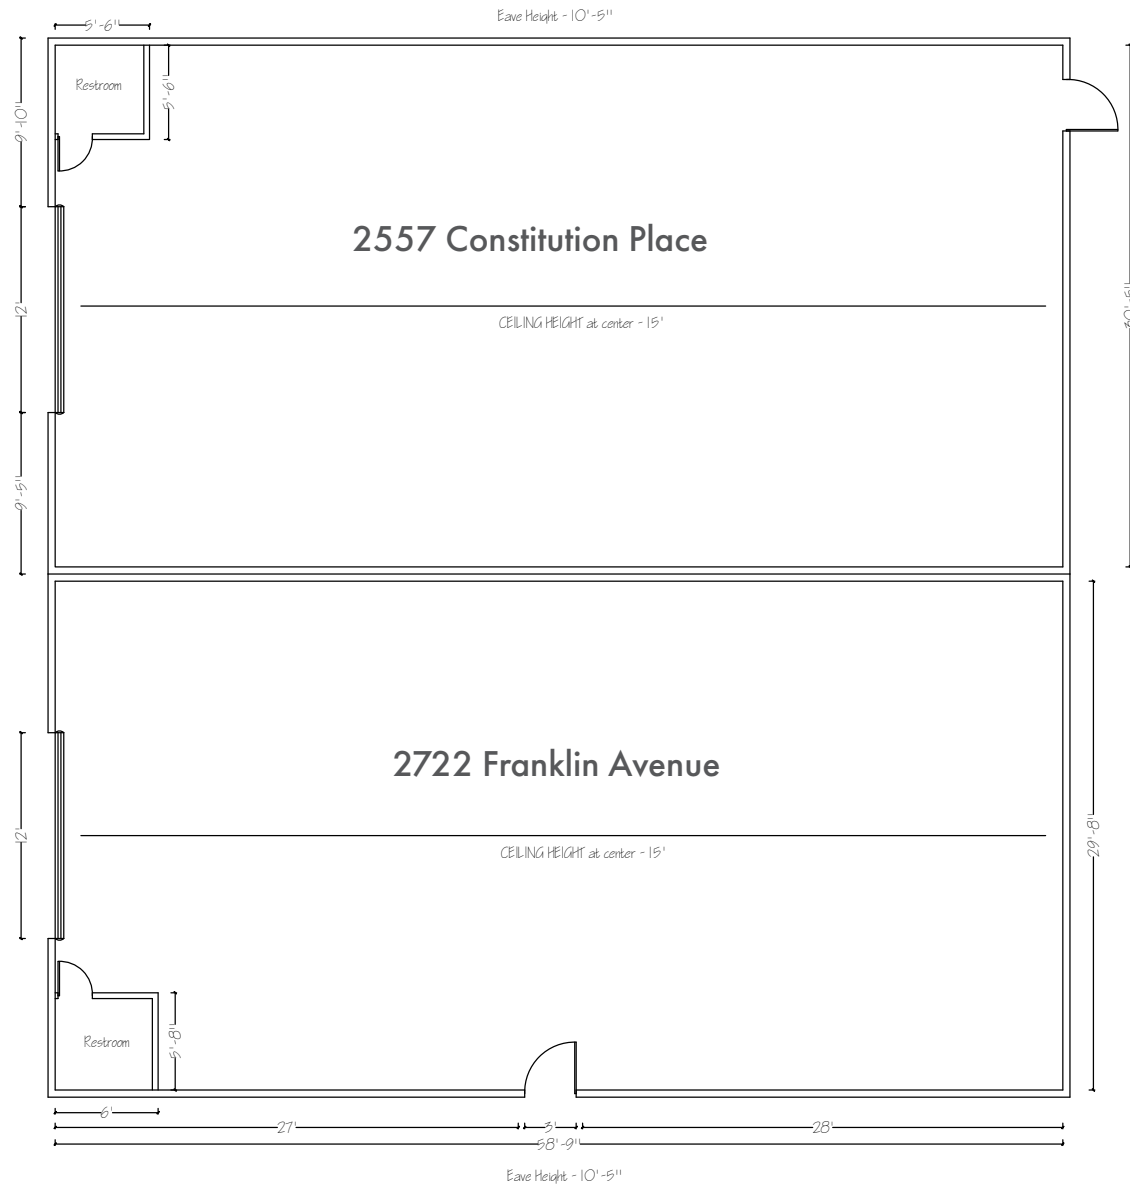 Eave Height - 10'-5"
5'-6"
Restroom
5'-6"
9'-10"
2557 Constitution Place
12'
CEILING HEIGHT at center - 15'
30'-5"
9'-5"
2722 Franklin Avenue
12'
CEILING HEIGHT at center - 15'
29'-8"
Restroom
5'-8"
6'
27'
3'
28'
58'-9"
Eave Height - 10'-5"